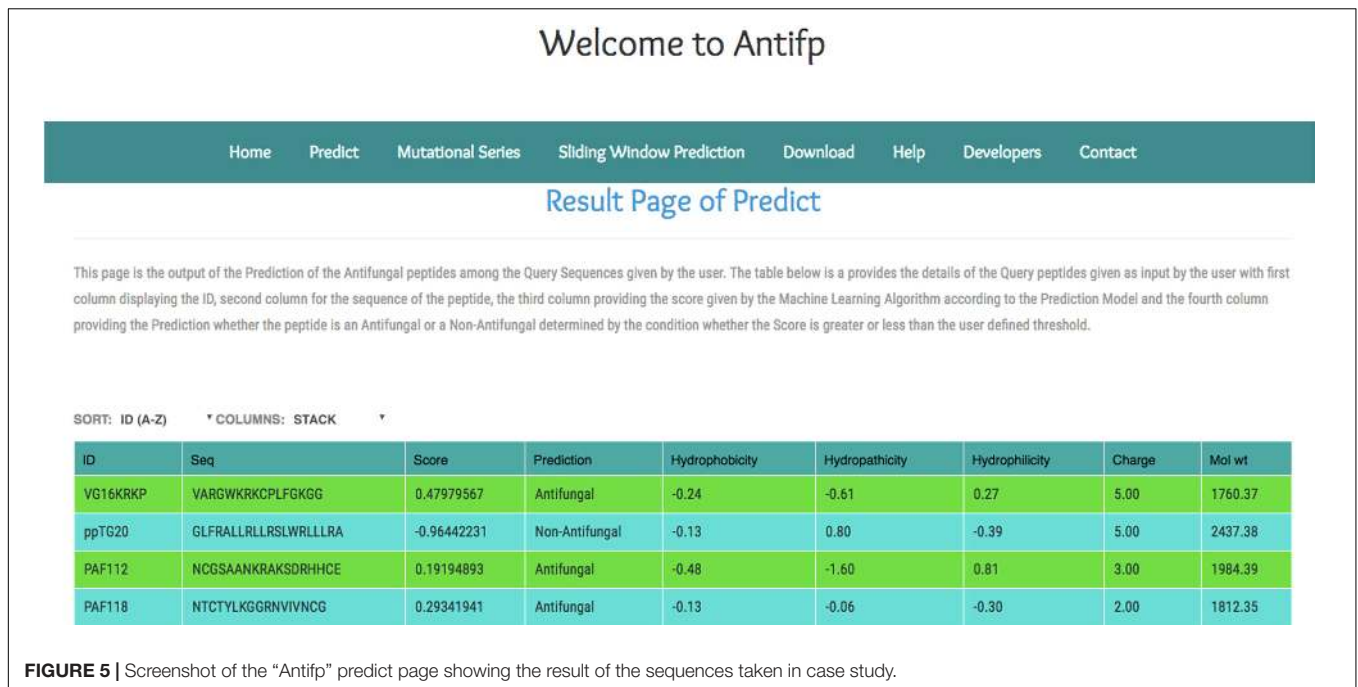 Welcome to Antifp
Home Predict Mutational Series Sliding Window Prediction Download Help Developers Contact
Result Page of Predict
This page is the output of the Prediction of the Antifungal peptides among the Query Sequences given by the user. The table below is a provides the details of the Query peptides given as input by the user with first
column displaying the ID, second column for the sequence of the peptide, the third column providing the score given by the Machine Learning Algorithm according to the Prediction Model and the fourth column
providing the Prediction whether the peptide is an Antifungal or a Non-Antifungal determined by the condition whether the Score is greater or less than the user defined threshold.
SORT: ID (A-Z) COLUMNS: STACK
ID Seq Score Prediction Hydrophobicity Hydropathicity Hydrophilicity Charge Mol wt
VG16KRKP VARGWKRKCPLFGKGG 0.47979567 Antifungal -0.24 -0.61 0.27 5.00 1760.37
ppTG20 GLFRALLRLLRSLWRLLLRA -0.96442231 Non-Antifungal -0.13 0.80 -0.39 5.00 2437.38
PAF112 NCGSAANKRAKSDRHHCE 0.19194893 Antifungal -0.48 -1.60 0.81 3.00 1984.39
PAF118 NTCTYLKGGRNVIVNCG 0.29341941 Antifungal -0.13 -0.06 -0.30 2.00 1812.35
FIGURE 5 | Screenshot of the “Antifp” predict page showing the result of the sequences taken in case study.